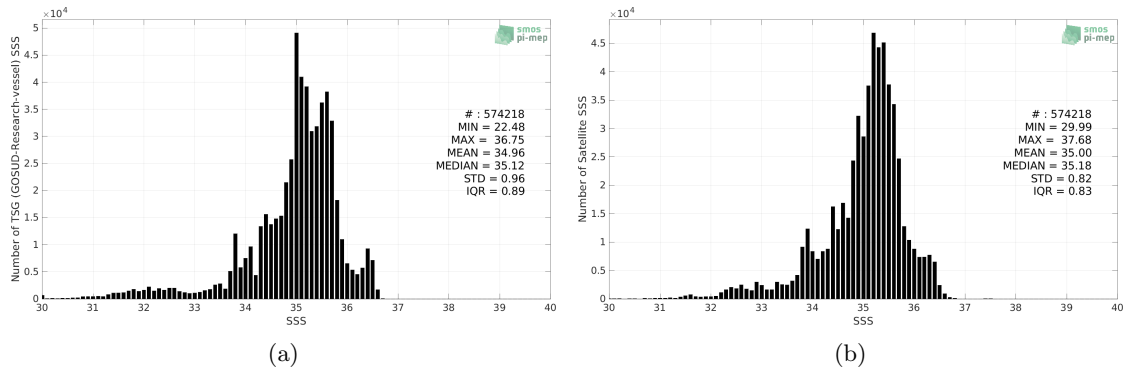 ×10⁴
5
4.5
4
3.5
3
2.5
2
1.5
1
0.5
0
Number of TSG (GOSUD-Research-vessel) SSS
30 31 32 33 34 35 36 37 38 39 40
SSS
smos
pi-mep
# : 574218
MIN = 22.48
MAX = 36.75
MEAN = 34.96
MEDIAN = 35.12
STD = 0.96
IQR = 0.89
(a)
×10⁴
4.5
4
3.5
3
2.5
2
1.5
1
0.5
0
Number of Satellite SSS
30 31 32 33 34 35 36 37 38 39 40
SSS
smos
pi-mep
# : 574218
MIN = 29.99
MAX = 37.68
MEAN = 35.00
MEDIAN = 35.18
STD = 0.82
IQR = 0.83
(b)